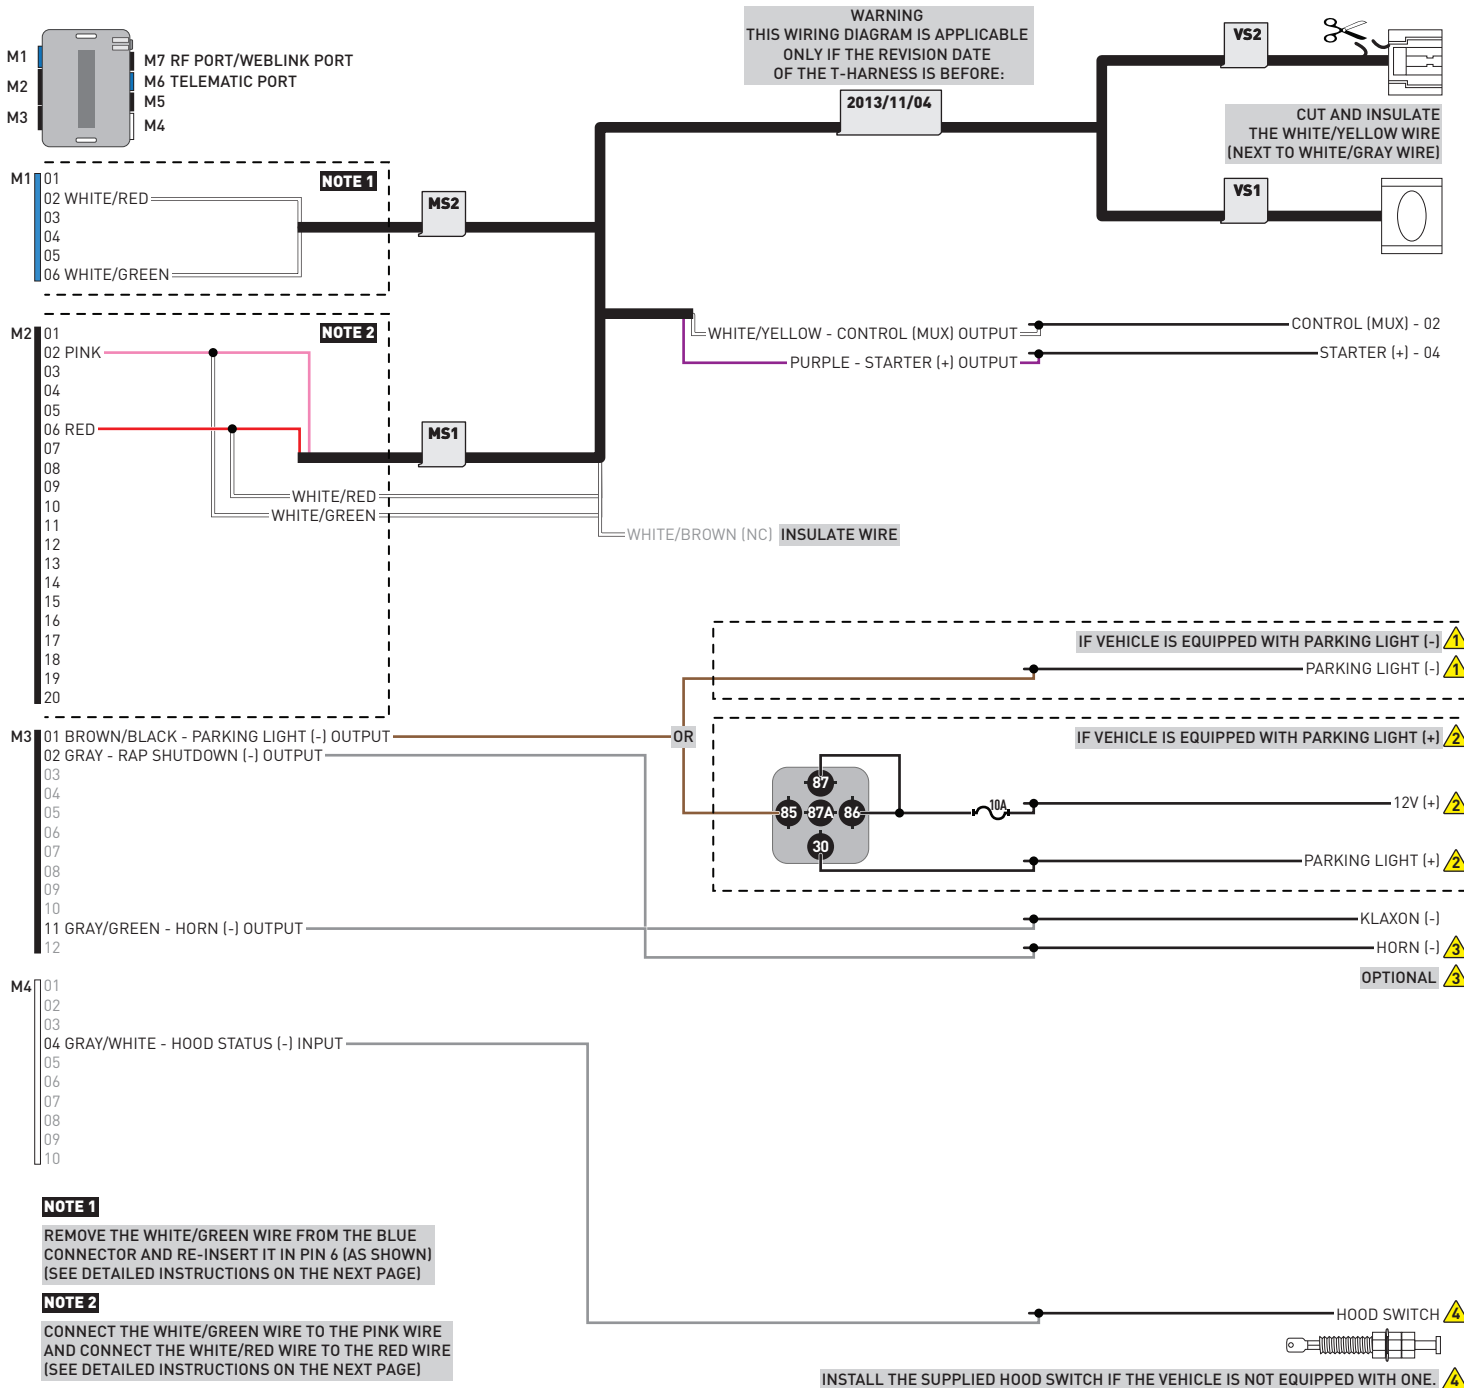 WARNING
THIS WIRING DIAGRAM IS APPLICABLE
ONLY IF THE REVISION DATE
OF THE T-HARNESS IS BEFORE:
2013/11/04
VS2
CUT AND INSULATE
THE WHITE/YELLOW WIRE
(NEXT TO WHITE/GRAY WIRE)
VS1
M1
M2
M3
M7 RF PORT/WEBLINK PORT
M6 TELEMATIC PORT
M5
M4
M1 01
02 WHITE/RED
03
04
05
06 WHITE/GREEN
NOTE 1
MS2
M2 01
02 PINK
03
04
05
06 RED
07
08
09
10
11
12
13
14
15
16
17
18
19
20
NOTE 2
MS1
WHITE/RED
WHITE/GREEN
WHITE/BROWN (NC) INSULATE WIRE
WHITE/YELLOW - CONTROL (MUX) OUTPUT
CONTROL (MUX) - 02
PURPLE - STARTER (+) OUTPUT
STARTER (+) - 04
IF VEHICLE IS EQUIPPED WITH PARKING LIGHT (-) 1
PARKING LIGHT (-) 1
M3 01 BROWN/BLACK - PARKING LIGHT (-) OUTPUT
02 GRAY - RAP SHUTDOWN (-) OUTPUT
03
04
05
06
07
08
09
10
11 GRAY/GREEN - HORN (-) OUTPUT
12
OR
IF VEHICLE IS EQUIPPED WITH PARKING LIGHT (+) 2
87
85 87A 86
30
10A
12V (+) 2
PARKING LIGHT (+) 2
KLAXON (-)
HORN (-) 3
OPTIONAL 3
M4 01
02
03
04 GRAY/WHITE - HOOD STATUS (-) INPUT
05
06
07
08
09
10
NOTE 1
REMOVE THE WHITE/GREEN WIRE FROM THE BLUE
CONNECTOR AND RE-INSERT IT IN PIN 6 (AS SHOWN)
(SEE DETAILED INSTRUCTIONS ON THE NEXT PAGE)
NOTE 2
CONNECT THE WHITE/GREEN WIRE TO THE PINK WIRE
AND CONNECT THE WHITE/RED WIRE TO THE RED WIRE
(SEE DETAILED INSTRUCTIONS ON THE NEXT PAGE)
HOOD SWITCH 4
INSTALL THE SUPPLIED HOOD SWITCH IF THE VEHICLE IS NOT EQUIPPED WITH ONE. 4